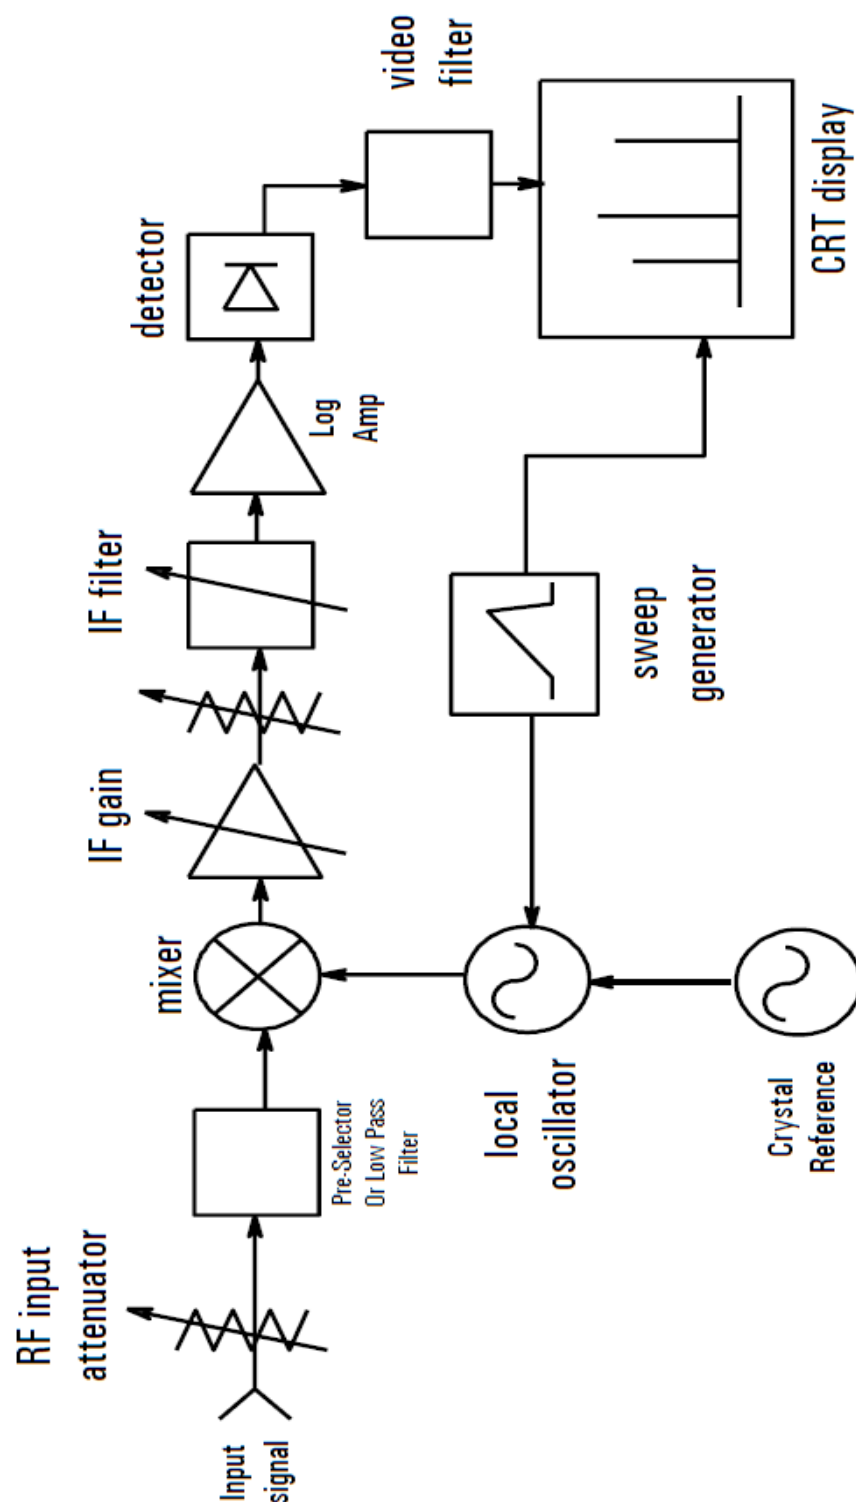 Input
signal
RF input
attenuator
Pre-Selector
Or Low Pass
Filter
mixer
IF gain
IF filter
Log
Amp
detector
video
filter
local
oscillator
sweep
generator
Crystal
Reference
CRT display